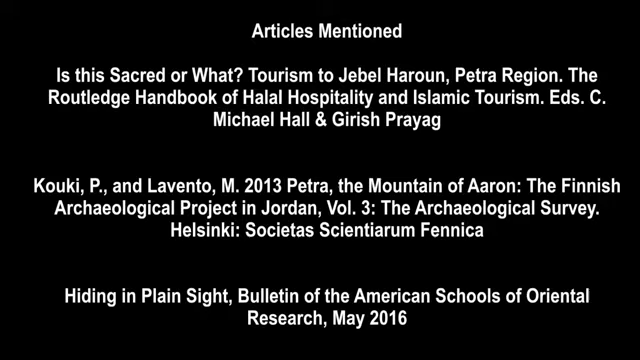 Articles Mentioned
Is this Sacred or What? Tourism to Jebel Haroun, Petra Region. The
Routledge Handbook of Halal Hospitality and Islamic Tourism. Eds. C.
Michael Hall & Girish Prayag
Kouki, P., and Lavento, M. 2013 Petra, the Mountain of Aaron: The Finnish
Archaeological Project in Jordan, Vol. 3: The Archaeological Survey.
Helsinki: Societas Scientiarum Fennica
Hiding in Plain Sight, Bulletin of the American Schools of Oriental
Research, May 2016